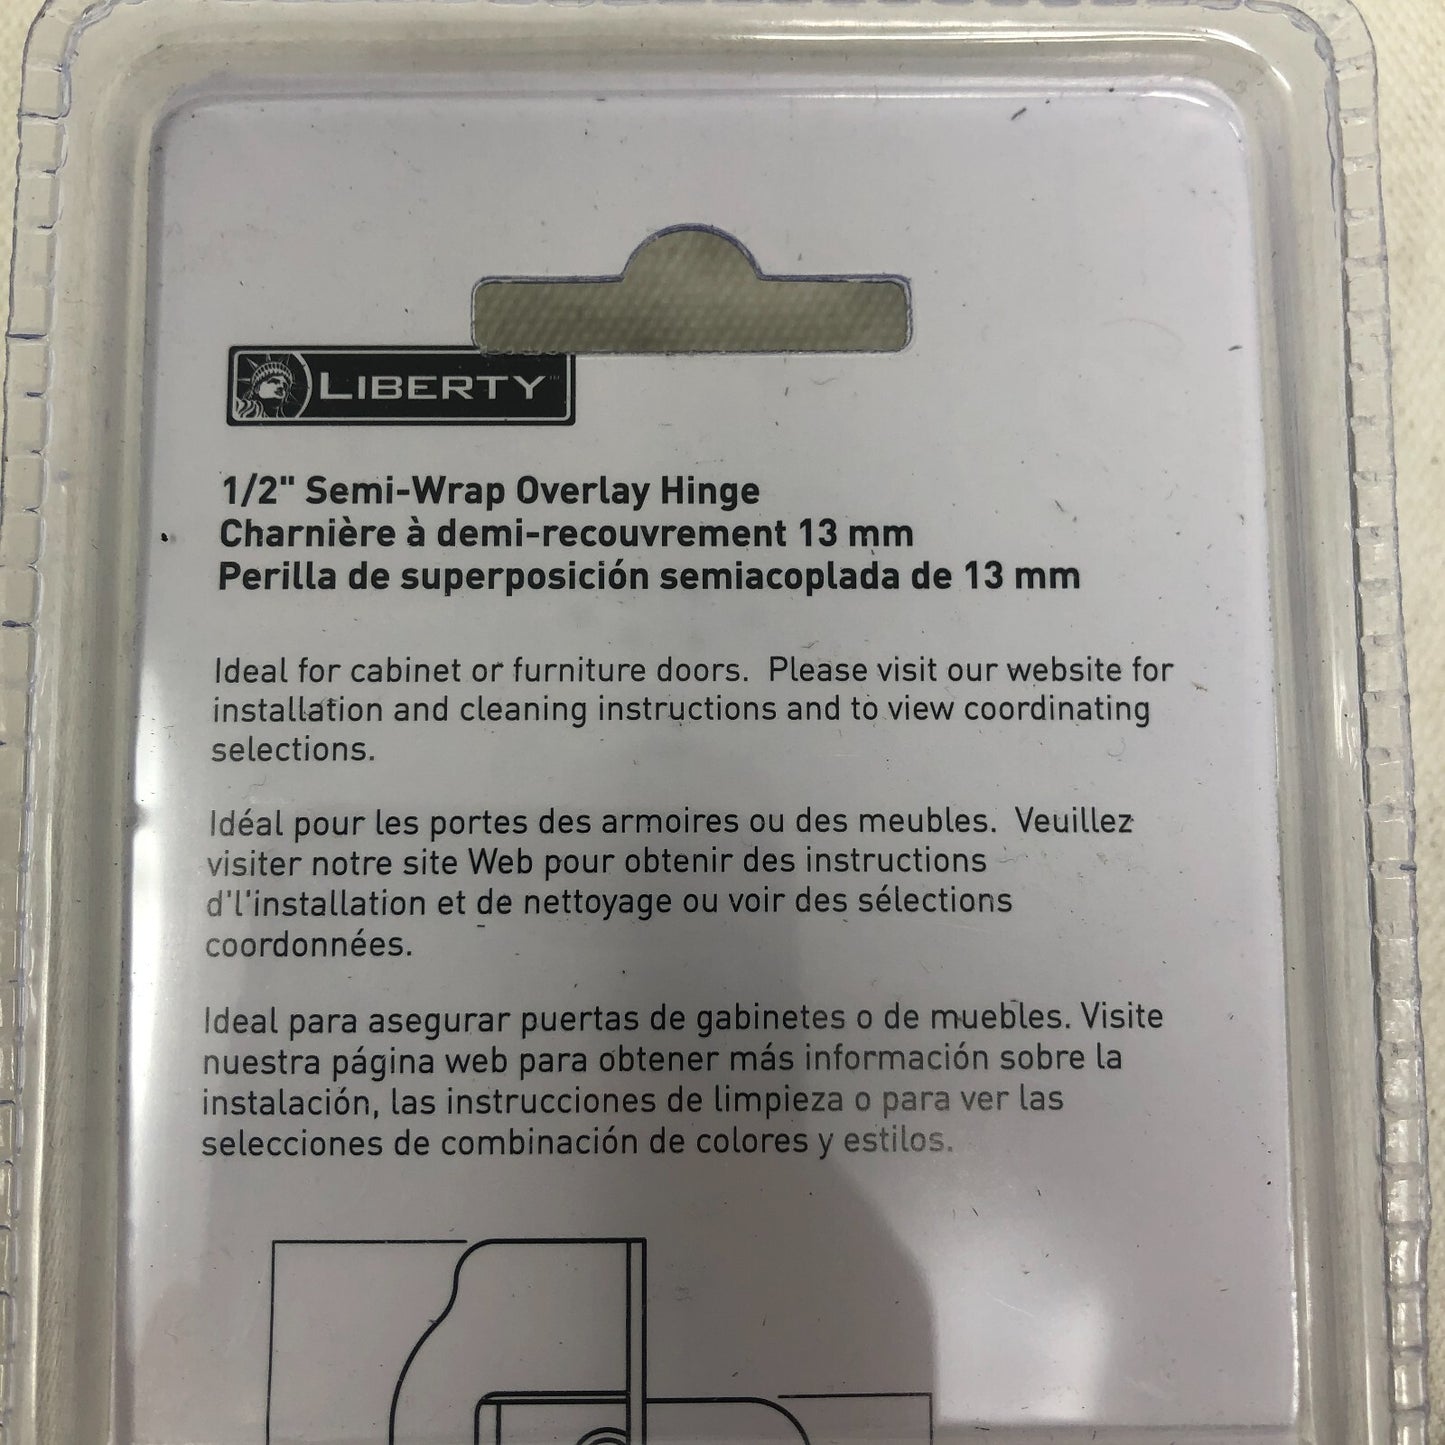 LIBERTY™
1/2" Semi-Wrap Overlay Hinge
Charnière à demi-recouvrement 13 mm
Perilla de superposición semiacoplada de 13 mm
Ideal for cabinet or furniture doors.  Please visit our website for
installation and cleaning instructions and to view coordinating
selections.
Idéal pour les portes des armoires ou des meubles.  Veuillez
visiter notre site Web pour obtenir des instructions
d'l'installation et de nettoyage ou voir des sélections
coordonnées.
Ideal para asegurar puertas de gabinetes o de muebles. Visite
nuestra página web para obtener más información sobre la
instalación, las instrucciones de limpieza o para ver las
selecciones de combinación de colores y estilos.